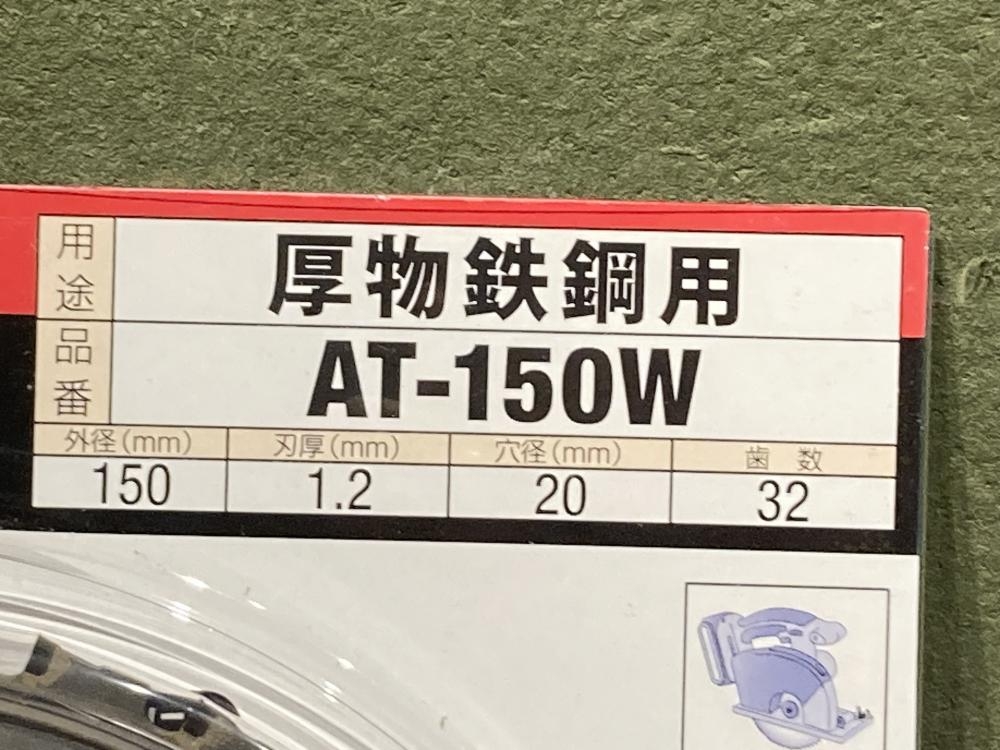 用途
厚物鉄鋼用
品番
AT-150W
外径(mm) 刃厚(mm) 穴径(mm) 歯 数
150 1.2 20 32